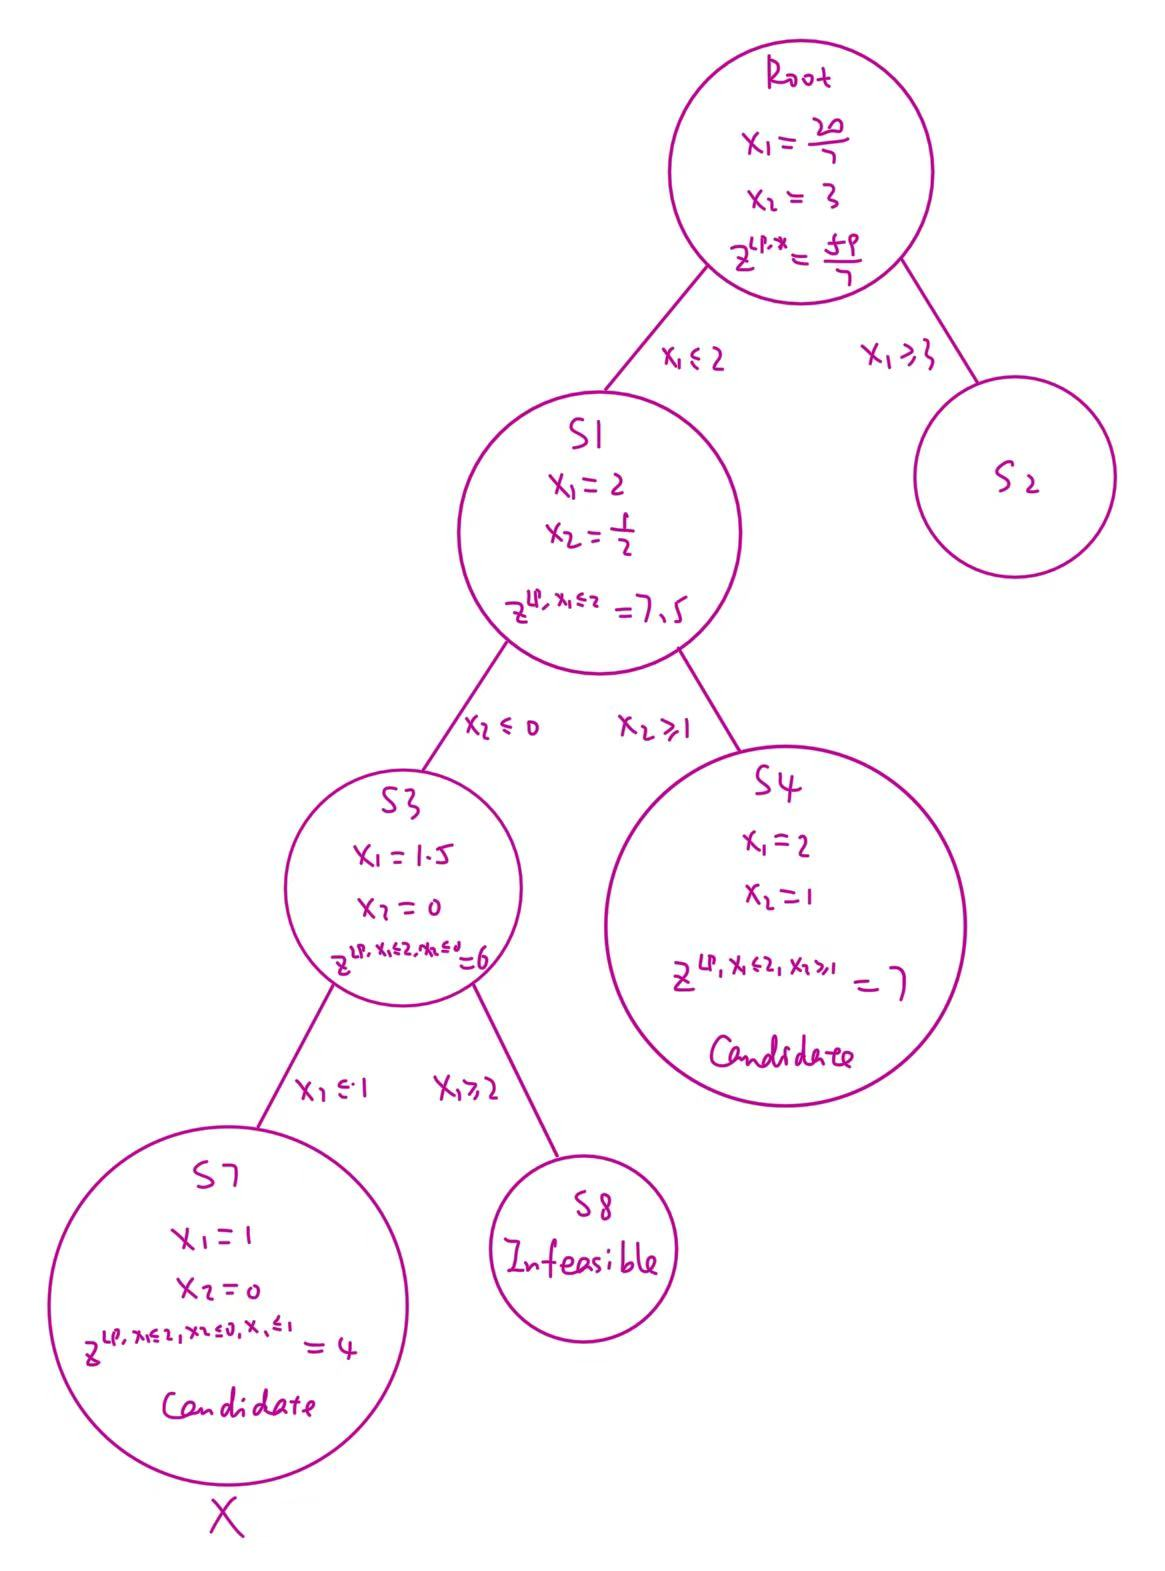 Root
x₁ = 20/7
x₂ = 3
z^{LP,*} = 59/7
x₁ ≤ 2
x₁ ≥ 3
S1
x₁ = 2
x₂ = 1/2
z^{LP, x₁ ≤ 2} = 7.5
S2
x₂ ≤ 0
x₂ ≥ 1
S3
x₁ = 1.5
x₂ = 0
z^{LP, x₁ ≤ 2, x₂ ≤ 0} = 6
S4
x₁ = 2
x₂ = 1
z^{LP, x₁ ≤ 2, x₂ ≥ 1} = 7
Candidate
x₁ ≤ 1
x₁ ≥ 2
S7
x₁ = 1
x₂ = 0
z^{LP, x₁ ≤ 2, x₂ ≤ 0, x₁ ≤ 1} = 4
Candidate
S8
Infeasible
X